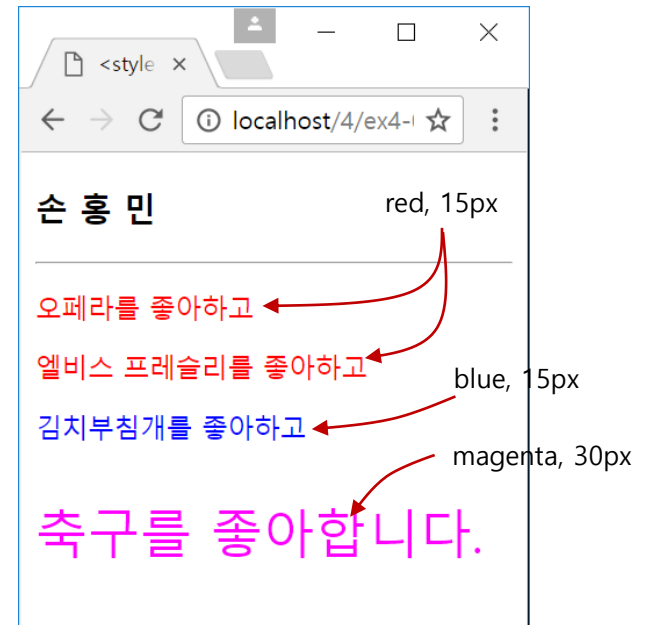 <style
localhost/4/ex4-
손 홍 민
red, 15px
오페라를 좋아하고
엘비스 프레슬리를 좋아하고
blue, 15px
김치부침개를 좋아하고
magenta, 30px
축구를 좋아합니다.